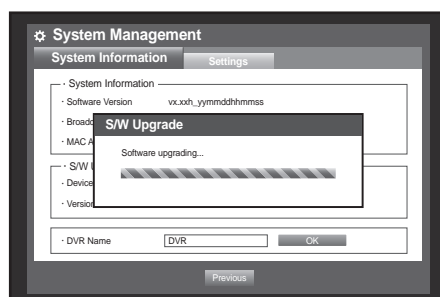 System Management
System Information
Settings
· System Information
· Software Version vx.xxh_yymmddhhmmss
· Broadc
· MAC A
S/W Upgrade
Software upgrading...
· S/W U
· Device
· Version
· DVR Name DVR OK
Previous